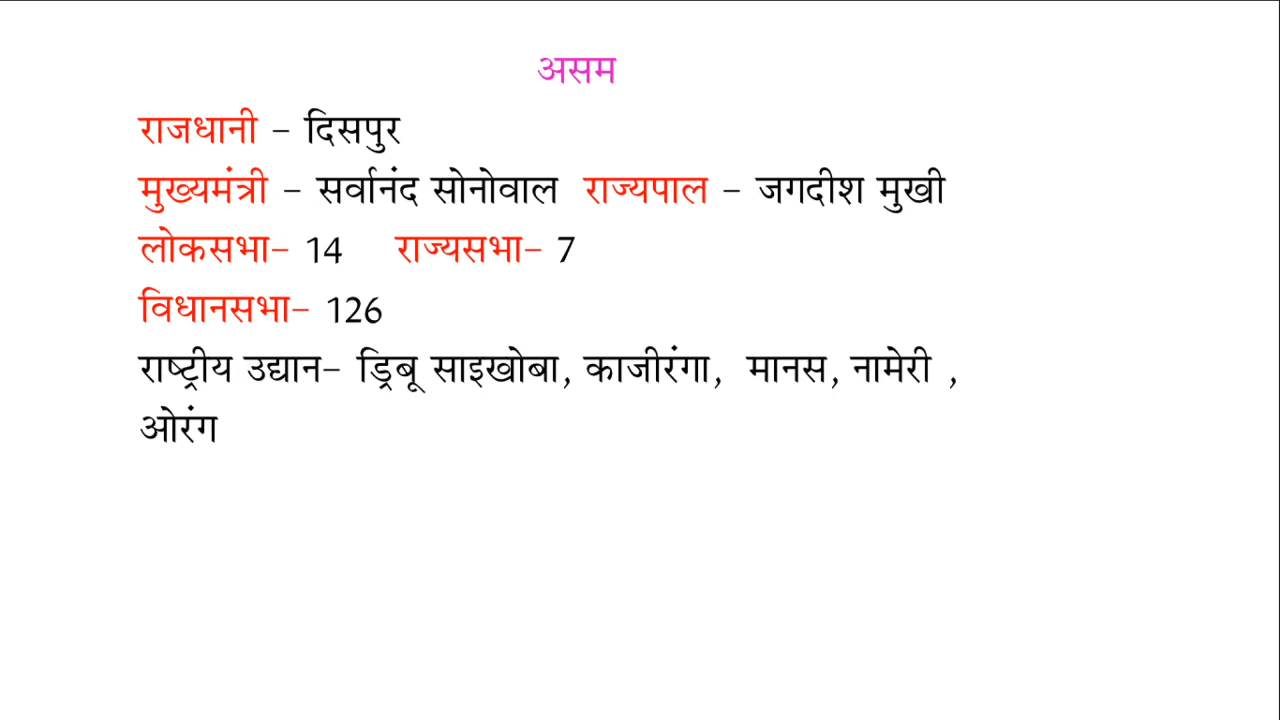 असम
राजधानी – दिसपुर
मुख्यमंत्री – सर्वानंद सोनोवाल राज्यपाल – जगदीश मुखी
लोकसभा– 14 राज्यसभा– 7
विधानसभा– 126
राष्ट्रीय उद्यान– ड्रिबू साइखोबा, काजीरंगा, मानस, नामेरी ,
ओरंग